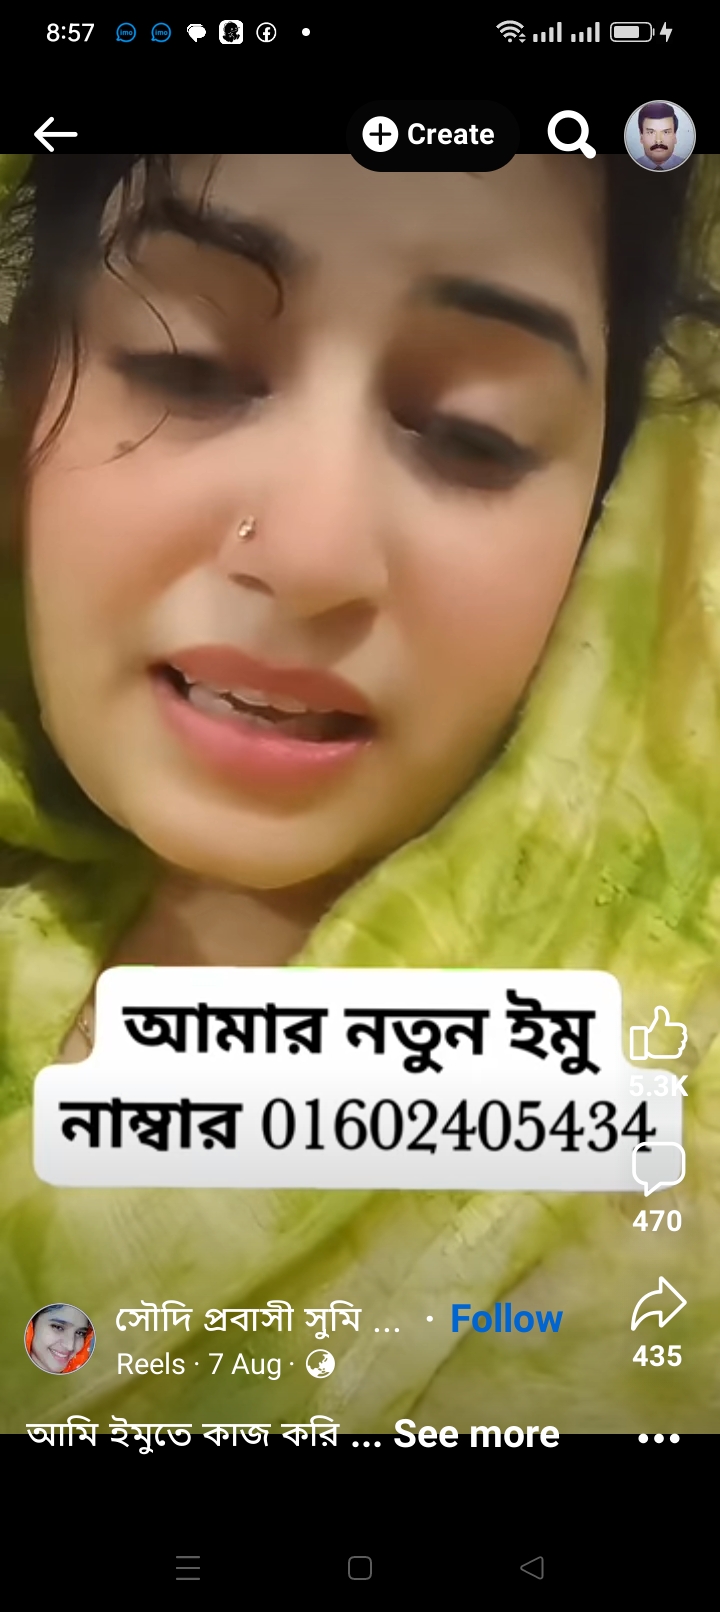 8:57
Create
আমার নতুন ইমু
নাম্বার 01602405434
5.3K
470
435
সৌদি প্রবাসী সুমি ... · Follow
Reels · 7 Aug ·
আমি ইমুতে কাজ করি ... See more